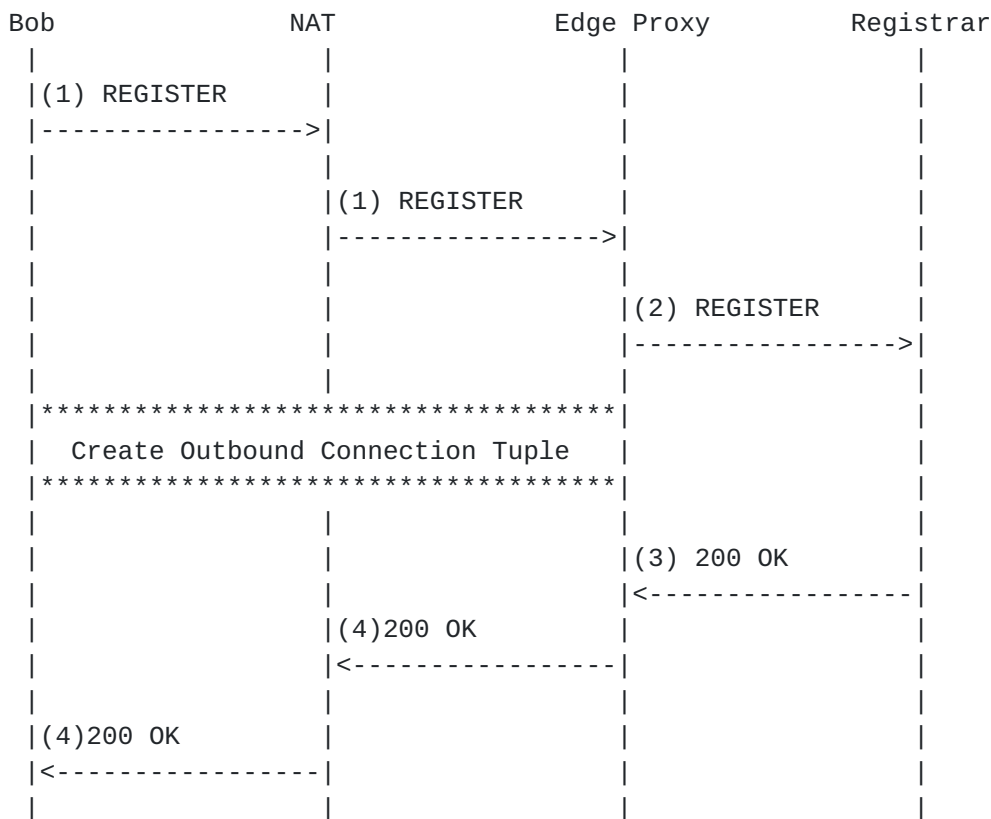 Bob NAT Edge Proxy Registrar
(1) REGISTER
(1) REGISTER
(2) REGISTER
*************************************
Create Outbound Connection Tuple
*************************************
(3) 200 OK
(4)200 OK
(4)200 OK